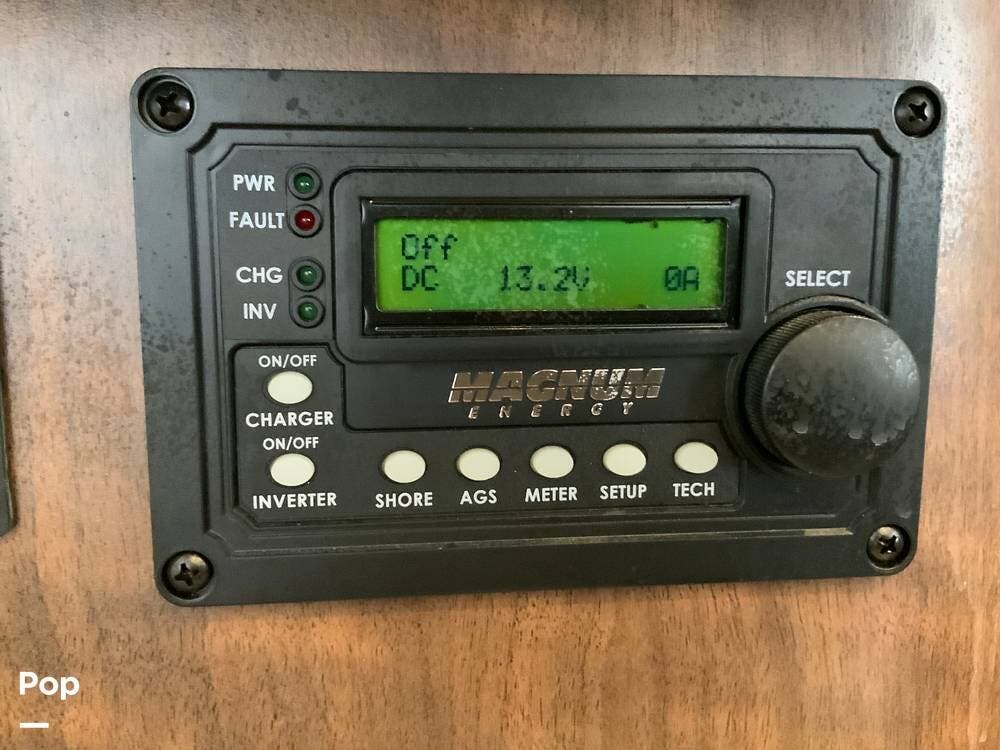 PWR
FAULT
CHG
INV
Off
DC 13.2V 0A
SELECT
ON/OFF
CHARGER
ON/OFF
INVERTER
MAGNUM
ENERGY
SHORE
AGS
METER
SETUP
TECH
Pop